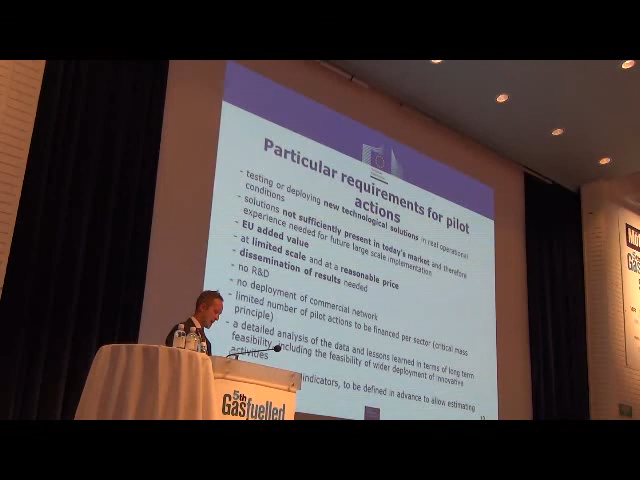 Particular requirements for pilot
actions
- testing or deploying new technological solutions in real operational
conditions
- solutions not sufficiently present in today's market and therefore
experience needed for future large scale implementation
- EU added value
- at limited scale and at a reasonable price
- dissemination of results needed
- no R&D
- no deployment of commercial network
- limited number of pilot actions to be financed per sector (critical mass
principle)
- a detailed analysis of the data and lessons learned in terms of long term
feasibility, including the feasibility of wider deployment of innovative
activities
indicators, to be defined in advance to allow estimating
5th
Gasfuelled
5th